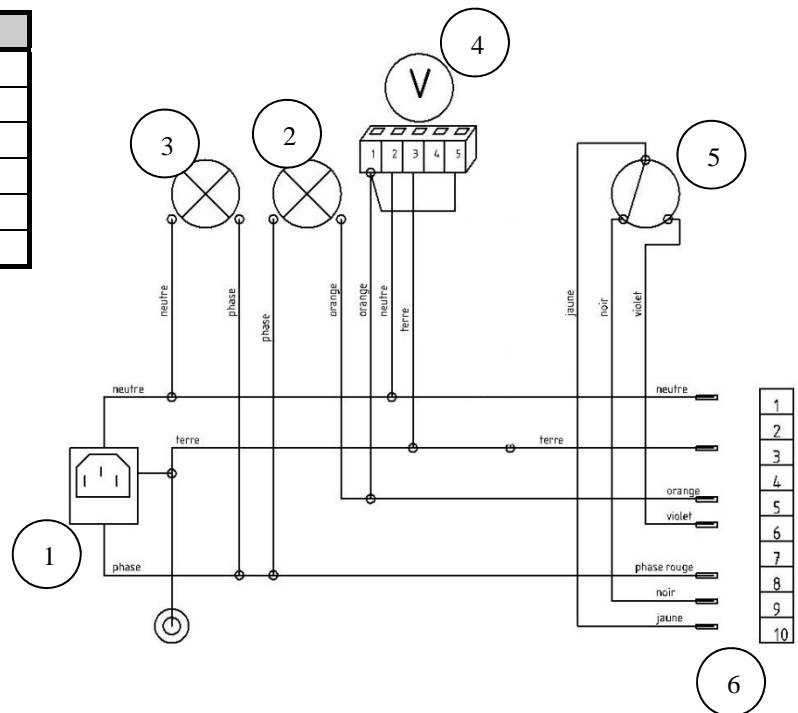 4
V
3
2
5
1 2 3 4 5
neutre
phase
phase
orange
orange
neutre
terre
jaune
noir
violet
neutre
neutre
terre
terre
orange
violet
1
phase
phase rouge
noir
jaune
1
2
3
4
5
6
7
8
9
10
6